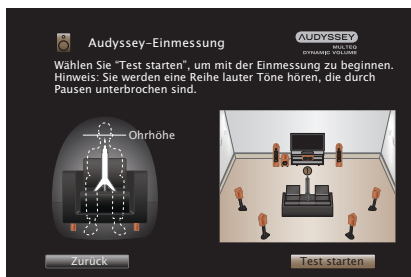 Audyssey-Einmessung
AUDYSSEY
MULTEQ
DYNAMIC VOLUME
Wählen Sie "Test starten", um mit der Einmessung zu beginnen.
Hinweis: Sie werden eine Reihe lauter Töne hören, die durch
Pausen unterbrochen sind.
Ohrhöhe
Zurück
Test starten